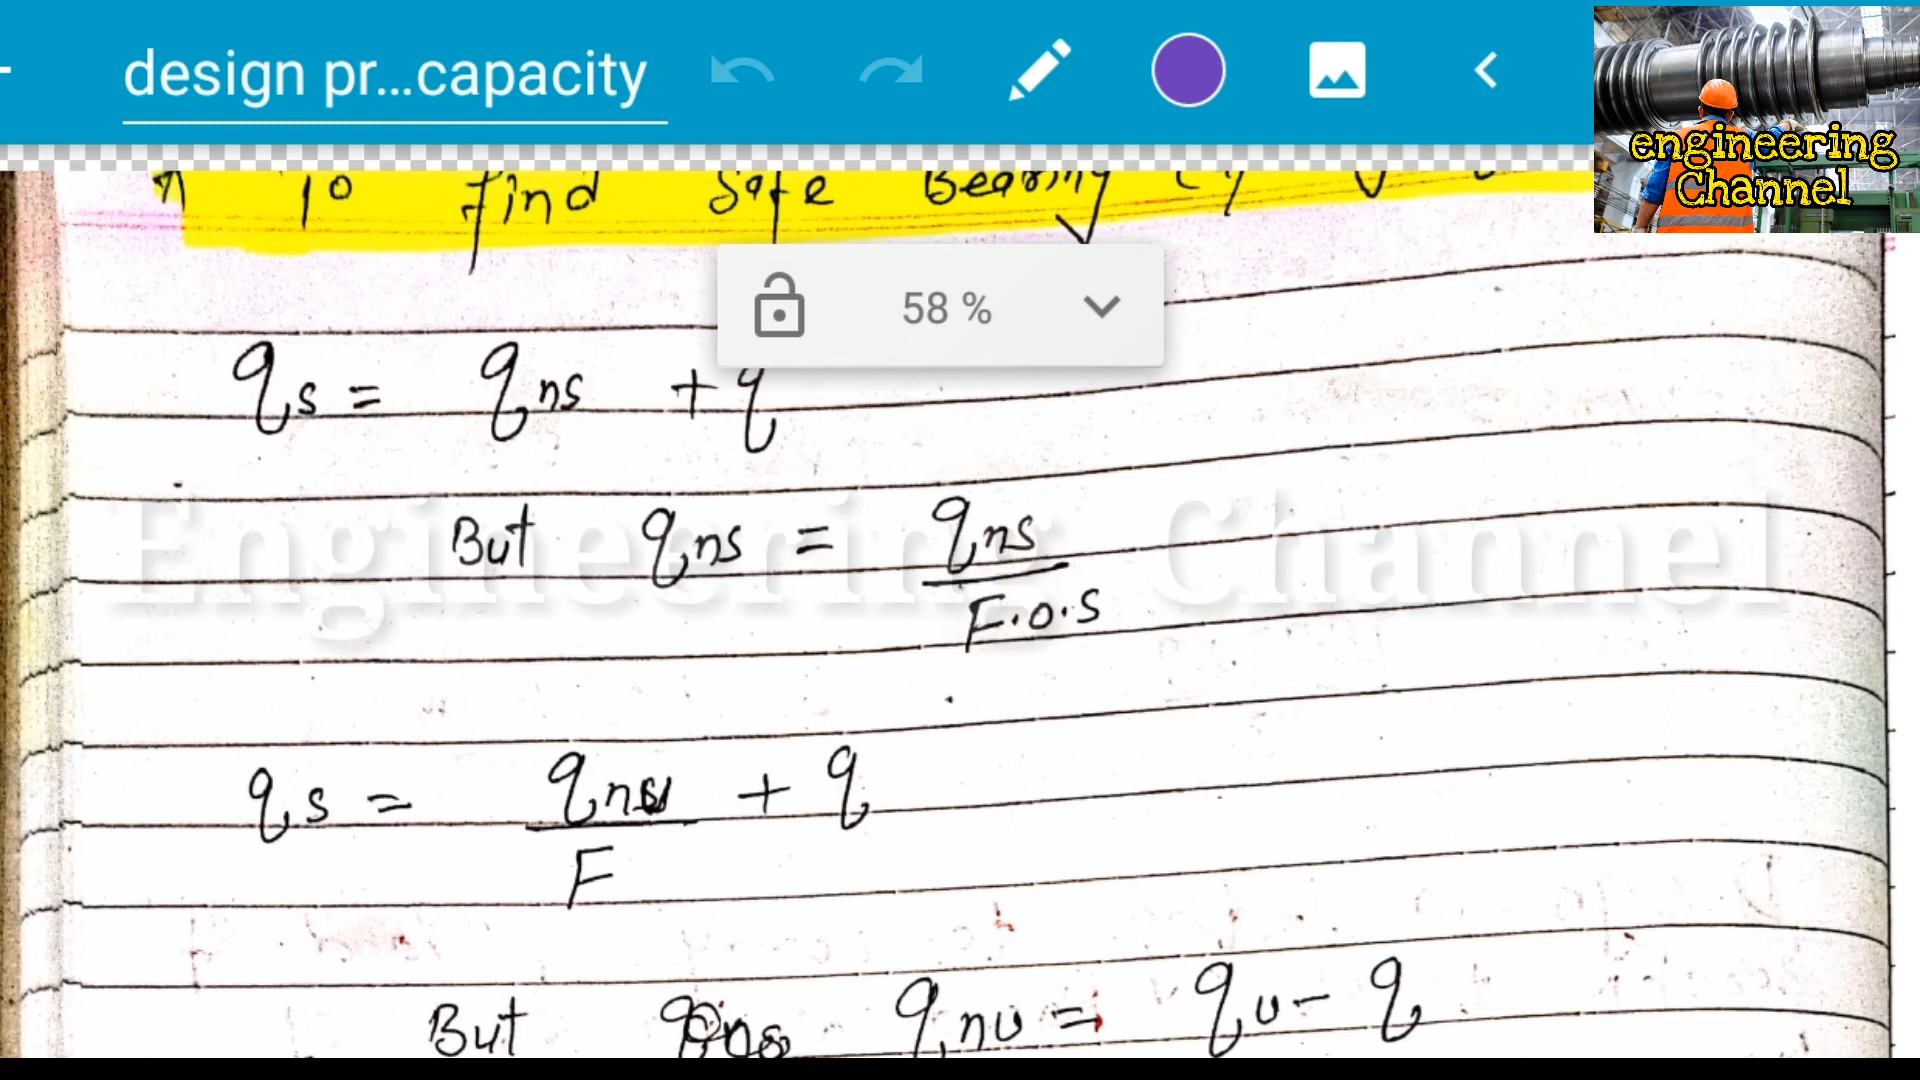 design pr...capacity
engineering
Channel
To find Safe Bearing
58 %
qs = qns + q
But qns = qns
F.O.S
Engineering Channel
qs = qnu + q
F
But qnu = qu - q